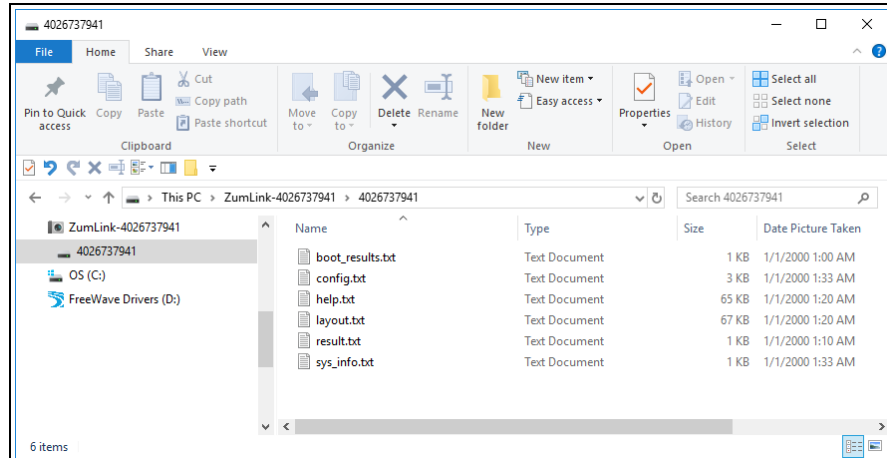 4026737941
File Home Share View
Pin to Quick access
Copy
Paste
Cut
Copy path
Paste shortcut
Clipboard
Move to
Copy to
Delete
Rename
Organize
New folder
New item
Easy access
New
Properties
Open
Edit
History
Open
Select all
Select none
Invert selection
Select
This PC > ZumLink-4026737941 > 4026737941
Search 4026737941
ZumLink-4026737941
4026737941
OS (C:)
FreeWave Drivers (D:)
Name Type Size Date Picture Taken
boot_results.txt Text Document 1 KB 1/1/2000 1:00 AM
config.txt Text Document 3 KB 1/1/2000 1:33 AM
help.txt Text Document 65 KB 1/1/2000 1:20 AM
layout.txt Text Document 67 KB 1/1/2000 1:20 AM
result.txt Text Document 1 KB 1/1/2000 1:10 AM
sys_info.txt Text Document 1 KB 1/1/2000 1:33 AM
6 items